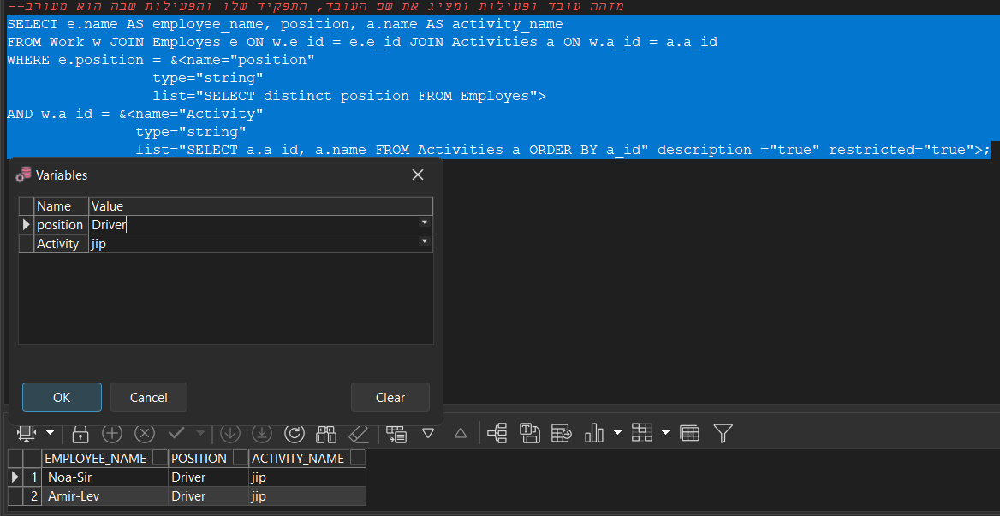 --מזהה עובד ופעילות ומציג את שם העובד, התפקיד שלו והפעילות שבה הוא מעורב
SELECT e.name AS employee_name, position, a.name AS activity_name
FROM Work w JOIN Employes e ON w.e_id = e.e_id JOIN Activities a ON w.a_id = a.a_id
WHERE e.position = &<name="position"
type="string"
list="SELECT distinct position FROM Employes">
AND w.a_id = &<name="Activity"
type="string"
list="SELECT a.a_id, a.name FROM Activities a ORDER BY a_id" description ="true" restricted="true">;
Variables
Name Value
position Driver
Activity jip
OK Cancel Clear
EMPLOYEE_NAME POSITION ACTIVITY_NAME
1 Noa-Sir Driver jip
2 Amir-Lev Driver jip